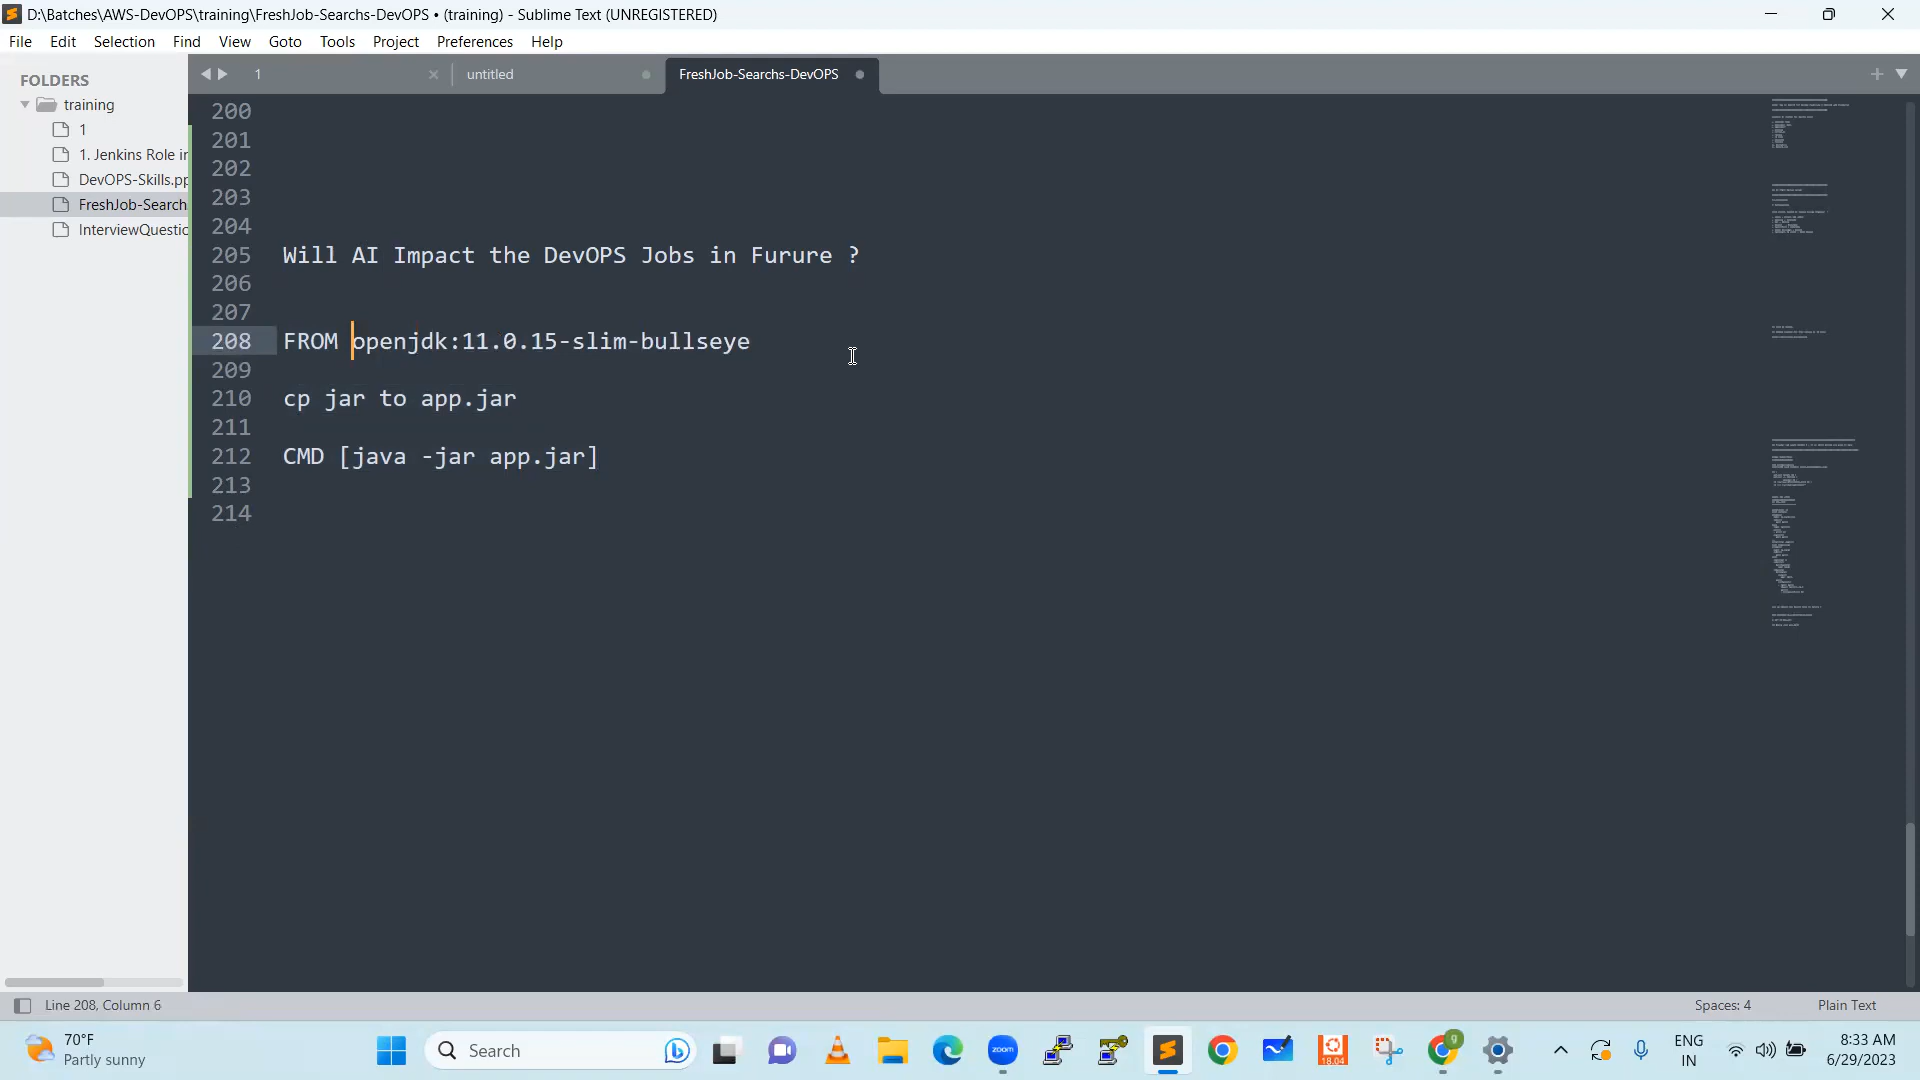 D:\Batches\AWS-DevOPS\training\FreshJob-Searchs-DevOPS • (training) - Sublime Text (UNREGISTERED)
File Edit Selection Find View Goto Tools Project Preferences Help
FOLDERS
training
1
1. Jenkins Role in
DevOPS-Skills.pp
FreshJob-Search
InterviewQuestic
1
untitled
FreshJob-Searchs-DevOPS
200
201
202
203
204
205 Will AI Impact the DevOPS Jobs in Furure ?
206
207
208 FROM openjdk:11.0.15-slim-bullseye
209
210 cp jar to app.jar
211
212 CMD [java -jar app.jar]
213
214
Line 208, Column 6
Spaces: 4
Plain Text
70°F
Partly sunny
Search
zoom
18.04
g
ENG
IN
8:33 AM
6/29/2023